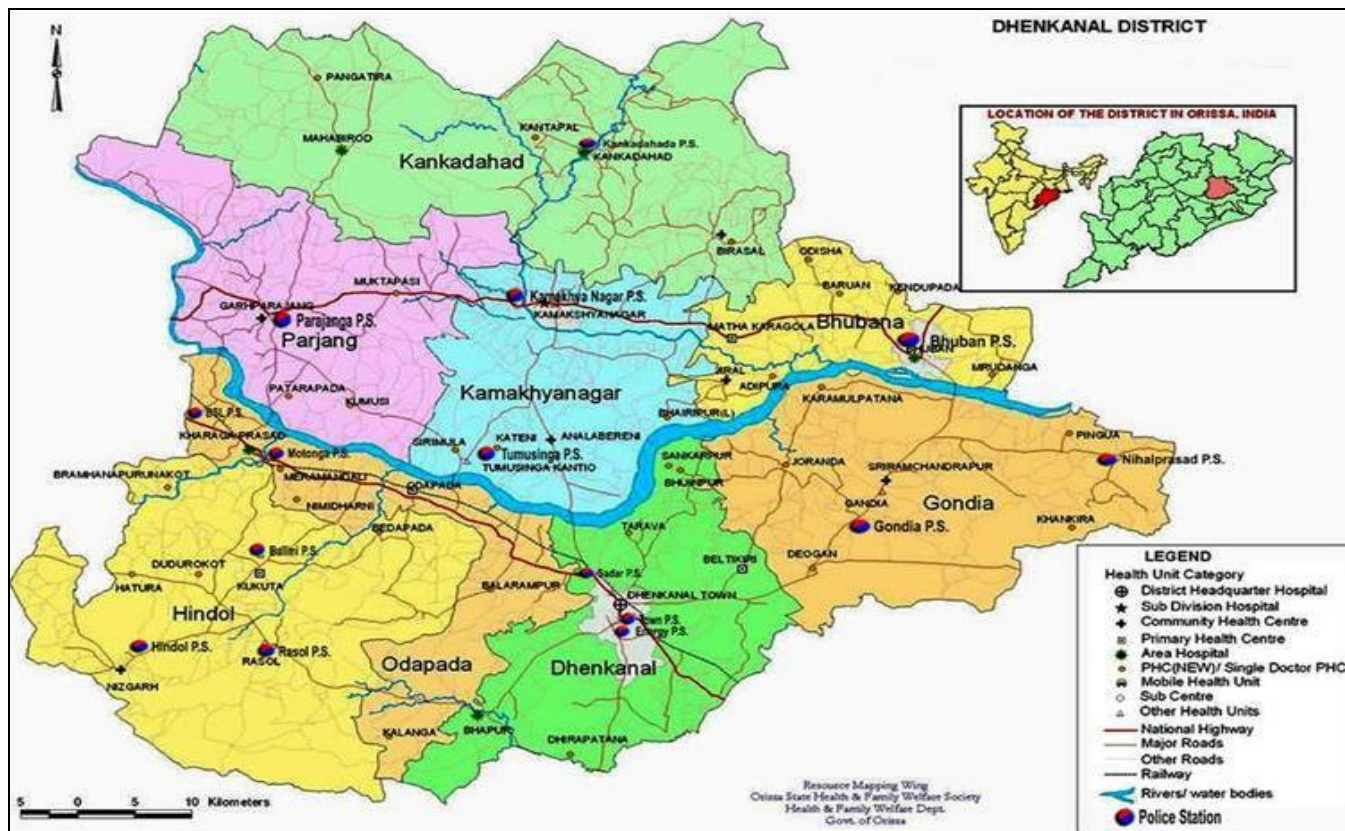 DHENKANAL DISTRICT
N
LOCATION OF THE DISTRICT IN ORISSA, INDIA
PANGATIRA
MAHABIROD
KANTAPAL
Kankadahada P.S.
KANKADAHAD
Kankadahad
BIRASAL
ODISHA
BARUAN
KENDUPADA
MUKTAPASI
Kamakhya Nagar P.S.
KAMAKSHYANAGAR
GARHPARAJANG
Parajanga P.S.
Parjang
MATHA KARAGOLA
Bhubana
Bhuban P.S.
MRUDANGA
ADIPURA
KARAMULPATANA
PATARAPADA
KUMUSI
Kamakhyanagar
BHAIRIPUR(L)
BSL P.S.
KHARAGA PRASAD
Motonga P.S.
SIRIMULA
KATENI
ANALABERENI
Tumusinga P.S.
TUMUSINGA KANTIO
SANKARPUR
BHUINPUR
JORANDA
SRIRAMCHANDRAPUR
PINGUA
Nihalprasad P.S.
BRAMHANAPURUNAKOT
MERAMANDALI
NIMIDHARNI
ODAPADA
BEDAPADA
GANDIA
Gondia
Gondia P.S.
KHANKIRA
TARAVA
DEOGAN
BELTIKIRI
Ballmi P.S.
DUDUROKOT
HATURA
KUKUTA
BALARAMPUR
Sadar P.S.
DHENKANAL TOWN
Town P.S.
Energy P.S.
Hindol
Hindol P.S.
Rasol P.S.
RASOL
NIZGARH
Odapada
Dhenkanal
KALANGA
BHAPUR
DHIRAPATANA
LEGEND
Health Unit Category
District Headquarter Hospital
Sub Division Hospital
Community Health Centre
Primary Health Centre
Area Hospital
PHC(NEW)/ Single Doctor PHC
Mobile Health Unit
Sub Centre
Other Health Units
National Highway
Major Roads
Other Roads
Railway
Rivers/ water bodies
Police Station
5 0 5 10 Kilometers
Resource Mapping Wing
Orissa State Health & Family Welfare Society
Health & Family Welfare Dept.
Govt. of Orissa